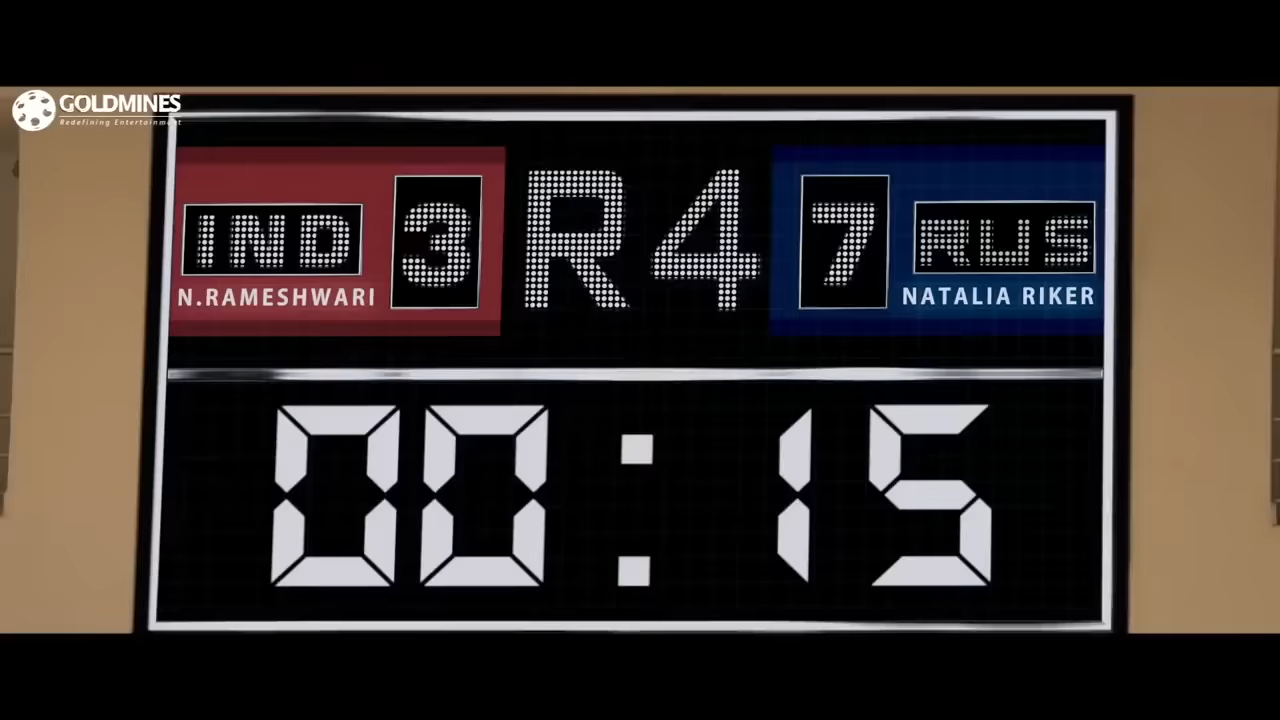 GOLDMINES
Redefining Entertainment
IND 3 R4 7 RUS
N.RAMESHWARI NATALIA RIKER
00:15